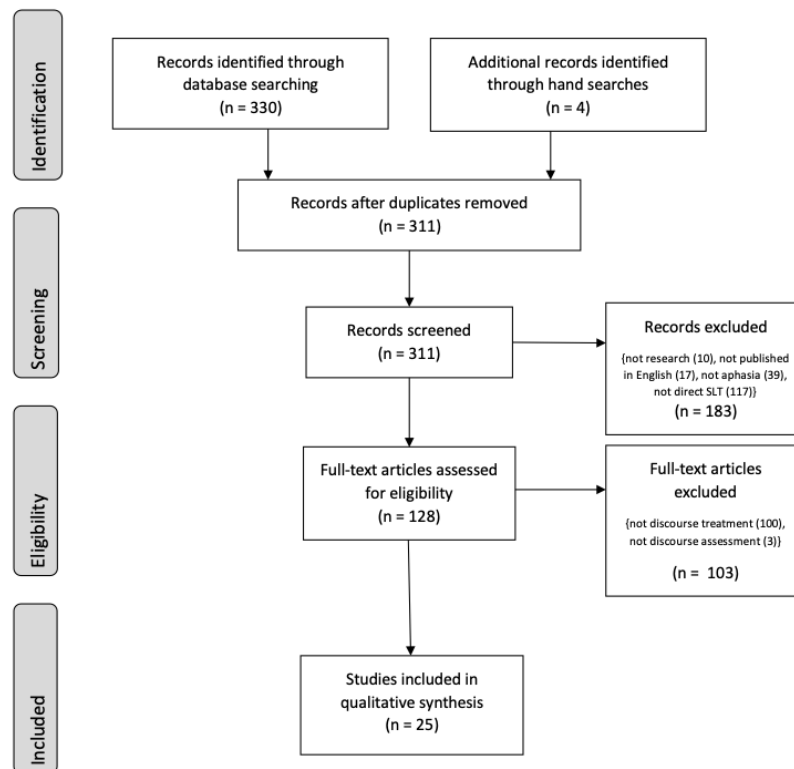 Identification
Records identified through
database searching
(n = 330)
Additional records identified
through hand searches
(n = 4)
Records after duplicates removed
(n = 311)
Screening
Records screened
(n = 311)
Records excluded
{not research (10), not published
in English (17), not aphasia (39),
not direct SLT (117)}
(n = 183)
Eligibility
Full-text articles assessed
for eligibility
(n = 128)
Full-text articles
excluded
{not discourse treatment (100),
not discourse assessment (3)}
(n = 103)
Included
Studies included in
qualitative synthesis
(n = 25)